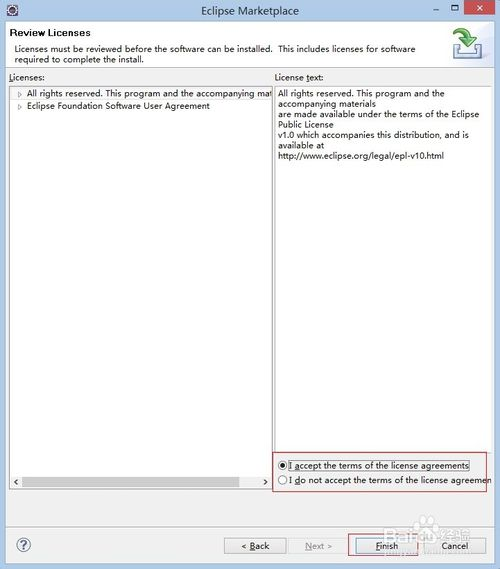 Eclipse Marketplace
Review Licenses
Licenses must be reviewed before the software can be installed. This includes licenses for software
required to complete the install.
Licenses:
All rights reserved. This program and the accompanying mat
Eclipse Foundation Software User Agreement
License text:
All rights reserved. This program and the
accompanying materials
are made available under the terms of the Eclipse
Public License
v1.0 which accompanies this distribution, and is
available at
http://www.eclipse.org/legal/epl-v10.html
I accept the terms of the license agreements
I do not accept the terms of the license agreemen
?
< Back
Next >
Finish
Cancel
Baidu 经验